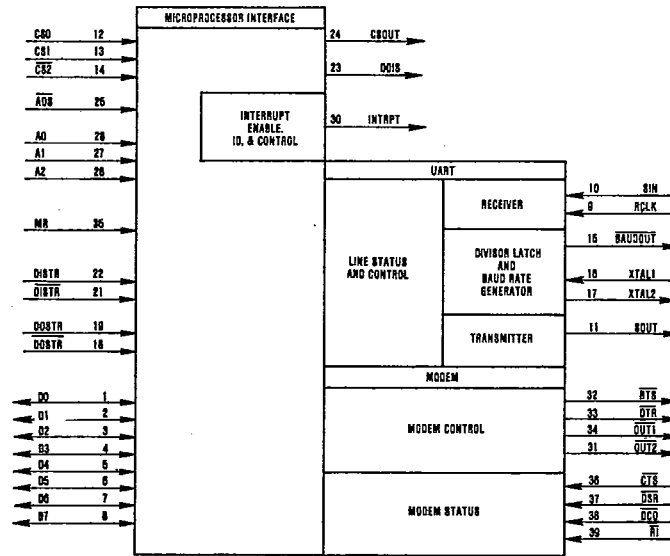 MICROPROCESSOR INTERFACE
CS0 12
CS1 13
CS2 14
ADS 25
A0 28
A1 27
A2 26
MR 35
DISTR 22
DISTR 21
DOSTR 19
DOSTR 18
D0 1
D1 2
D2 3
D3 4
D4 5
D5 6
D6 7
D7 8
24 CSOUT
23 DDIS
INTERRUPT
ENABLE,
ID, & CONTROL
30 INTRPT
UART
LINE STATUS
AND CONTROL
RECEIVER
10 SIN
9 RCLK
DIVISOR LATCH
AND
BAUD RATE
GENERATOR
15 BAUDOUT
16 XTAL1
17 XTAL2
TRANSMITTER
11 SOUT
MODEM
MODEM CONTROL
32 RTS
33 DTR
34 OUT1
31 OUT2
MODEM STATUS
36 CTS
37 DSR
38 DCD
39 RI